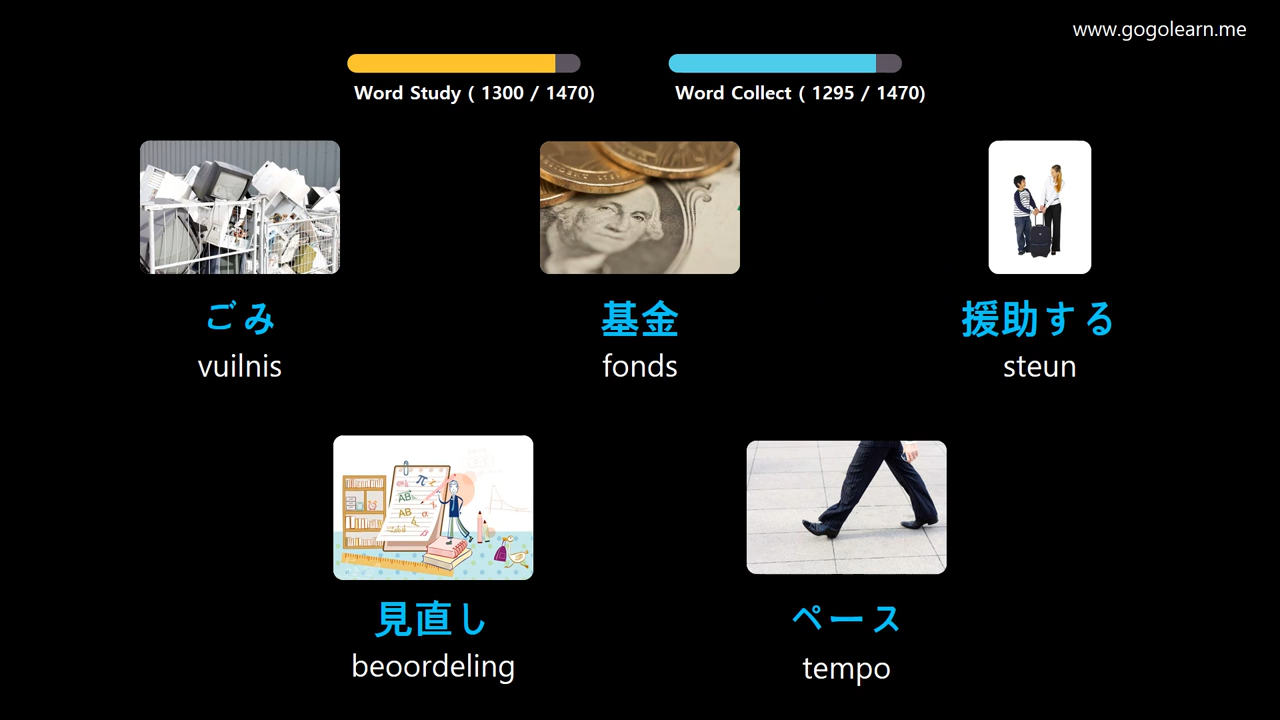 www.gogolearn.me
Word Study ( 1300 / 1470)
Word Collect ( 1295 / 1470)
ごみ
vuilnis
基金
fonds
援助する
steun
見直し
beoordeling
ペース
tempo